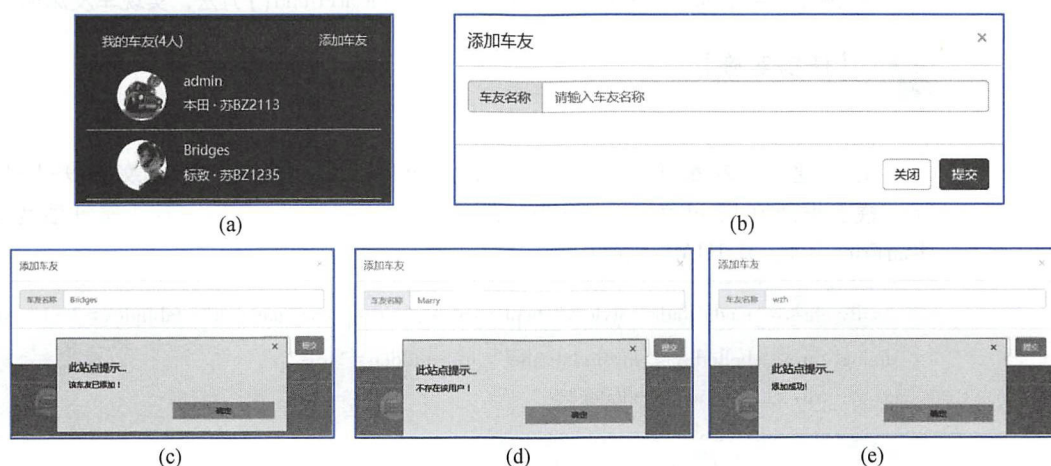 我的车友(4人) 添加车友
admin
本田 · 苏BZ2113
Bridges
标致 · 苏BZ1235
(a)
添加车友 ×
车友名称 请输入车友名称
关闭 提交
(b)
添加车友 ×
车友名称 Bridges
提交
×
此站点提示...
该车友已添加！
确定
(c)
添加车友 ×
车友名称 Marry
提交
×
此站点提示...
不存在该用户！
确定
(d)
添加车友 ×
车友名称 wzh
提交
×
此站点提示...
添加成功!
确定
(e)